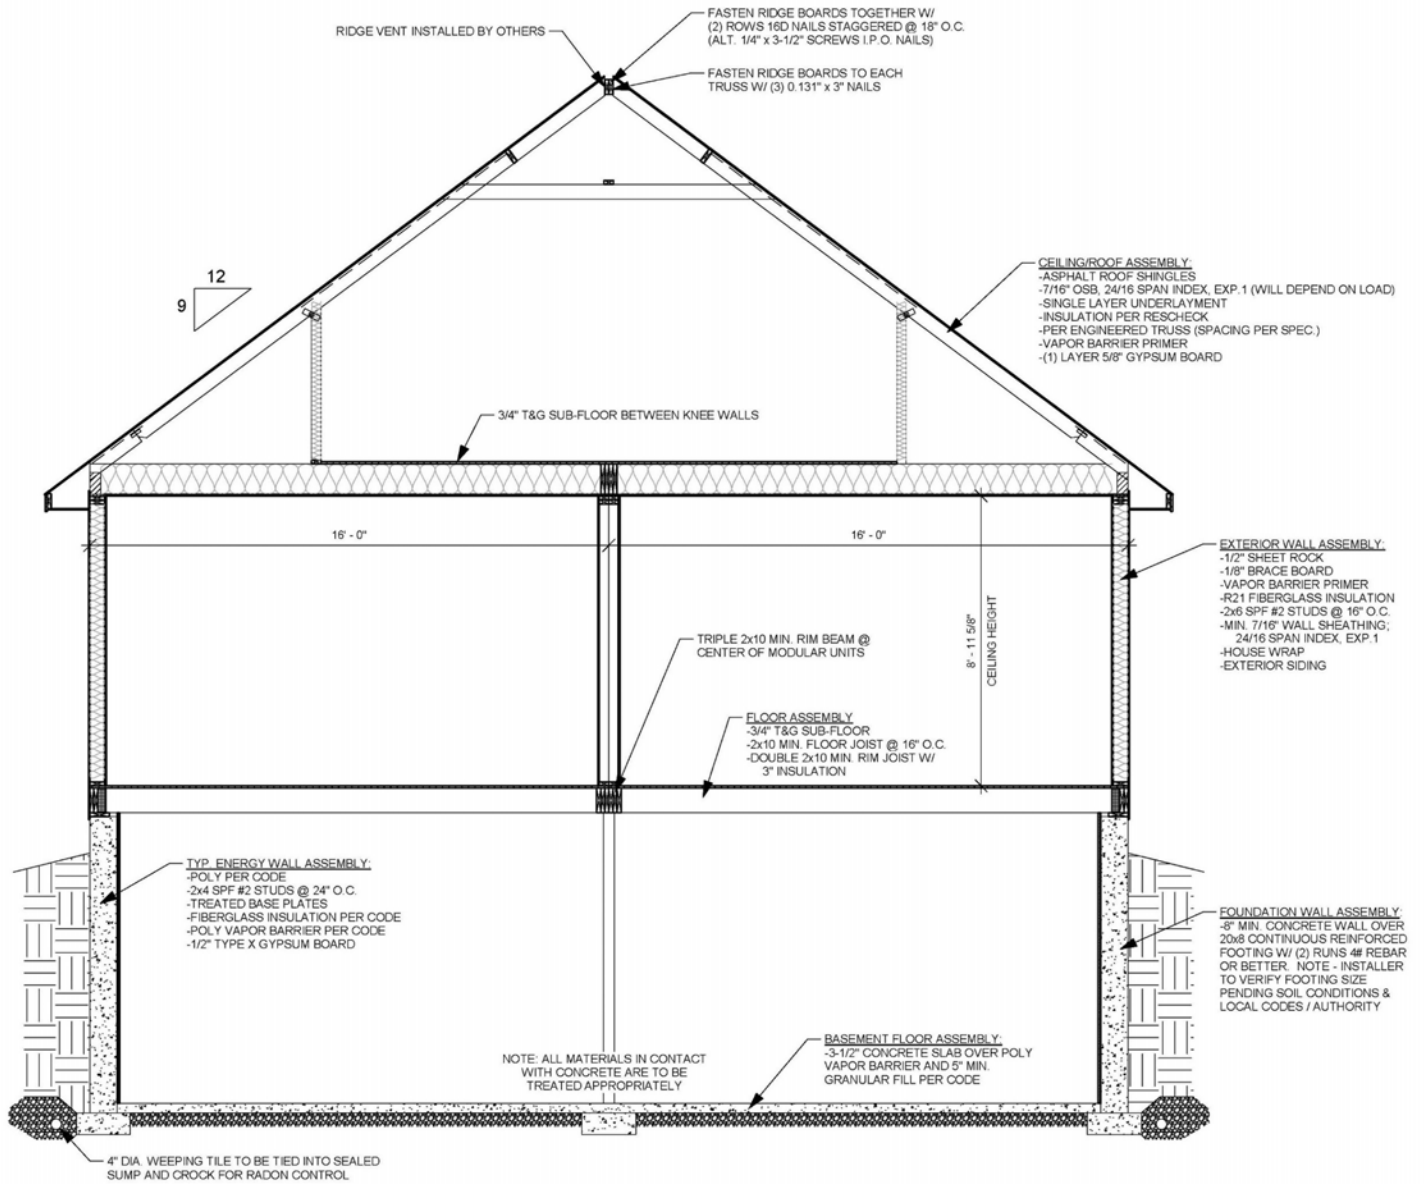 RIDGE VENT INSTALLED BY OTHERS
FASTEN RIDGE BOARDS TOGETHER W/
(2) ROWS 16D NAILS STAGGERED @ 18" O.C.
(ALT. 1/4" x 3-1/2" SCREWS I.P.O. NAILS)
FASTEN RIDGE BOARDS TO EACH
TRUSS W/ (3) 0.131" x 3" NAILS
12
9
CEILING/ROOF ASSEMBLY:
-ASPHALT ROOF SHINGLES
-7/16" OSB, 24/16 SPAN INDEX, EXP.1 (WILL DEPEND ON LOAD)
-SINGLE LAYER UNDERLAYMENT
-INSULATION PER RESCHECK
-PER ENGINEERED TRUSS (SPACING PER SPEC.)
-VAPOR BARRIER PRIMER
-(1) LAYER 5/8" GYPSUM BOARD
3/4" T&G SUB-FLOOR BETWEEN KNEE WALLS
16' - 0"
16' - 0"
8' - 11 5/8"
CEILING HEIGHT
EXTERIOR WALL ASSEMBLY:
-1/2" SHEET ROCK
-1/8" BRACE BOARD
-VAPOR BARRIER PRIMER
-R21 FIBERGLASS INSULATION
-2x6 SPF #2 STUDS @ 16" O.C.
-MIN. 7/16" WALL SHEATHING;
24/16 SPAN INDEX, EXP.1
-HOUSE WRAP
-EXTERIOR SIDING
TRIPLE 2x10 MIN. RIM BEAM @
CENTER OF MODULAR UNITS
FLOOR ASSEMBLY
-3/4" T&G SUB-FLOOR
-2x10 MIN. FLOOR JOIST @ 16" O.C.
-DOUBLE 2x10 MIN. RIM JOIST W/
3" INSULATION
TYP. ENERGY WALL ASSEMBLY:
-POLY PER CODE
-2x4 SPF #2 STUDS @ 24" O.C.
-TREATED BASE PLATES
-FIBERGLASS INSULATION PER CODE
-POLY VAPOR BARRIER PER CODE
-1/2" TYPE X GYPSUM BOARD
FOUNDATION WALL ASSEMBLY:
-8" MIN. CONCRETE WALL OVER
20x8 CONTINUOUS REINFORCED
FOOTING W/ (2) RUNS 4# REBAR
OR BETTER. NOTE - INSTALLER
TO VERIFY FOOTING SIZE
PENDING SOIL CONDITIONS &
LOCAL CODES / AUTHORITY
NOTE: ALL MATERIALS IN CONTACT
WITH CONCRETE ARE TO BE
TREATED APPROPRIATELY
BASEMENT FLOOR ASSEMBLY:
-3-1/2" CONCRETE SLAB OVER POLY
VAPOR BARRIER AND 5" MIN.
GRANULAR FILL PER CODE
4" DIA. WEEPING TILE TO BE TIED INTO SEALED
SUMP AND CROCK FOR RADON CONTROL